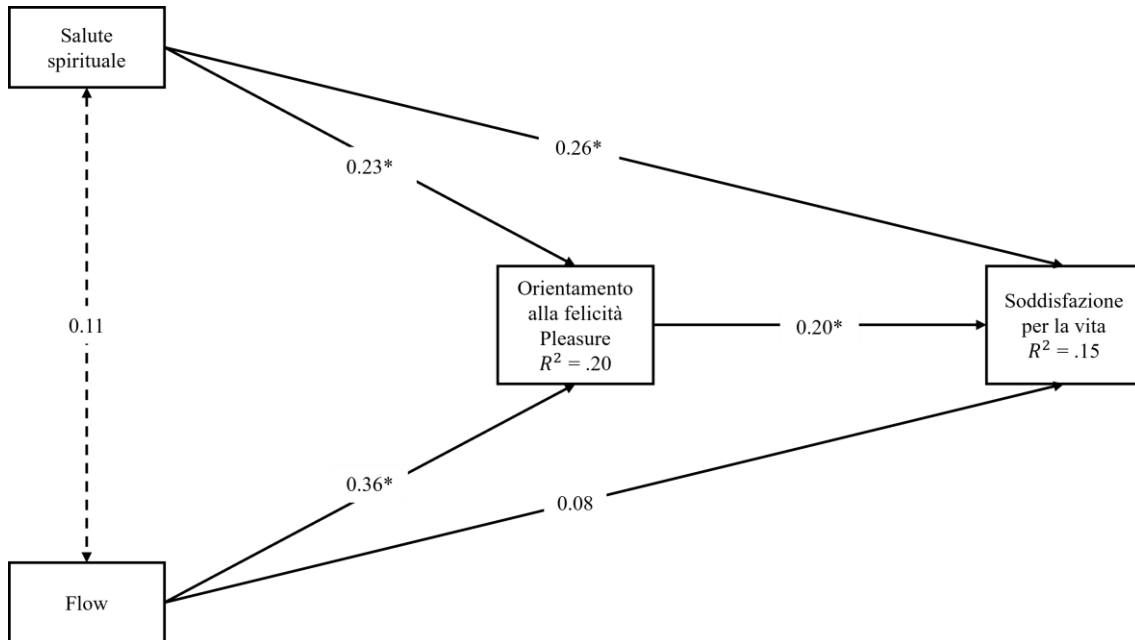 Salute
spirituale
0.26*
0.23*
Orientamento
alla felicità
Pleasure
R² = .20
Soddisfazione
per la vita
R² = .15
0.11
0.20*
0.36*
0.08
Flow